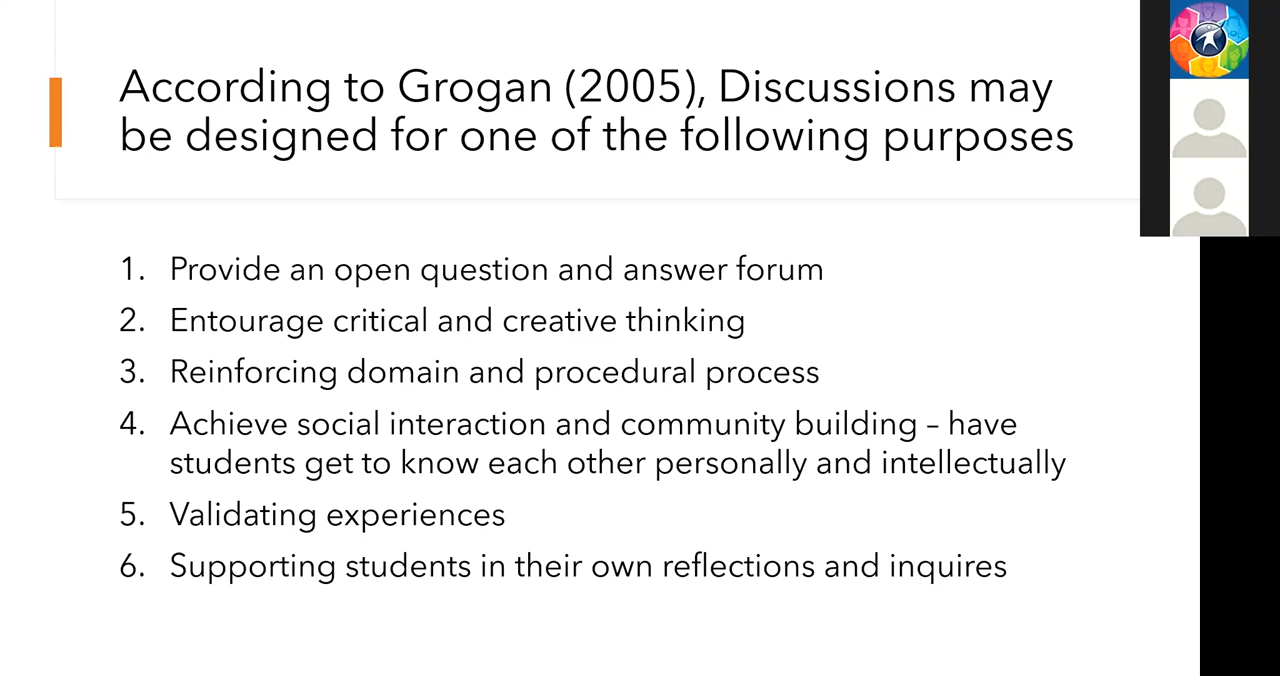 According to Grogan (2005), Discussions may
be designed for one of the following purposes
1. Provide an open question and answer forum
2. Entourage critical and creative thinking
3. Reinforcing domain and procedural process
4. Achieve social interaction and community building – have
students get to know each other personally and intellectually
5. Validating experiences
6. Supporting students in their own reflections and inquires